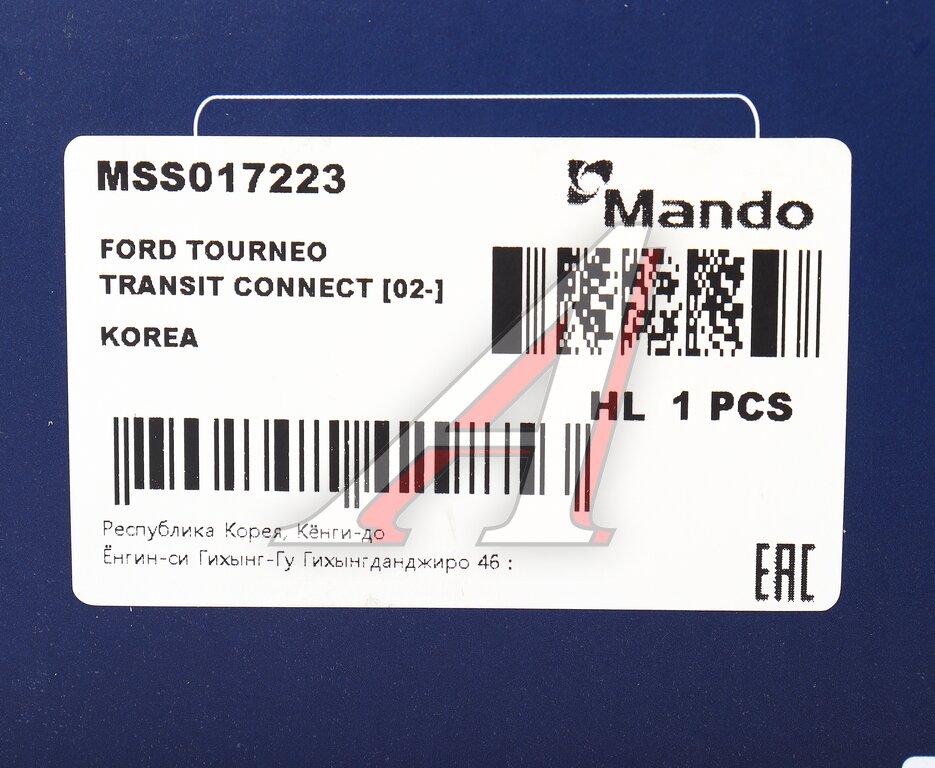 MSS017223
Mando
FORD TOURNEO
TRANSIT CONNECT [02-]
KOREA
HL 1 PCS
Республика Корея, Кёнги-до
Ёнгин-си Гихынг-Гу Гихынгданджиро 46 :
EAC